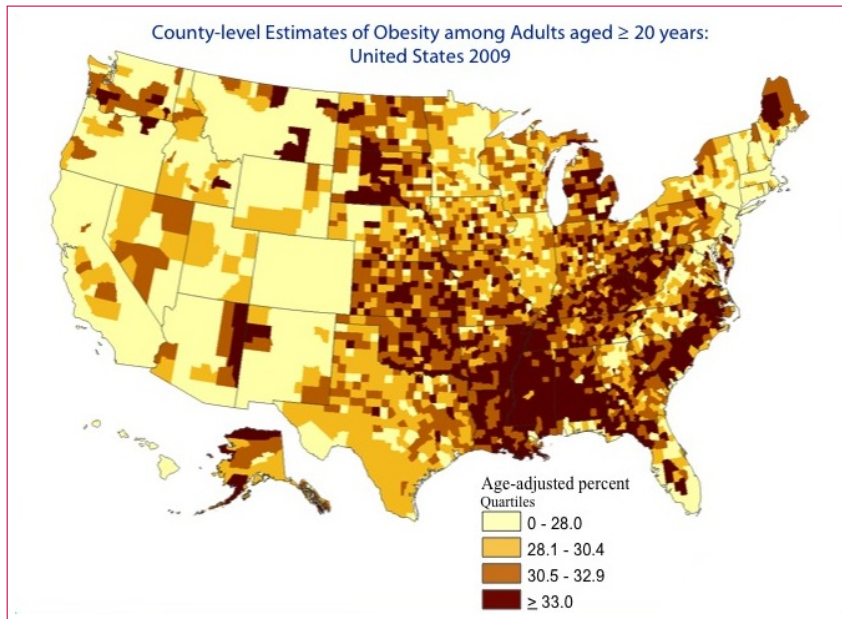 County-level Estimates of Obesity among Adults aged ≥ 20 years:
United States 2009
Age-adjusted percent
Quartiles
0 - 28.0
28.1 - 30.4
30.5 - 32.9
≥ 33.0